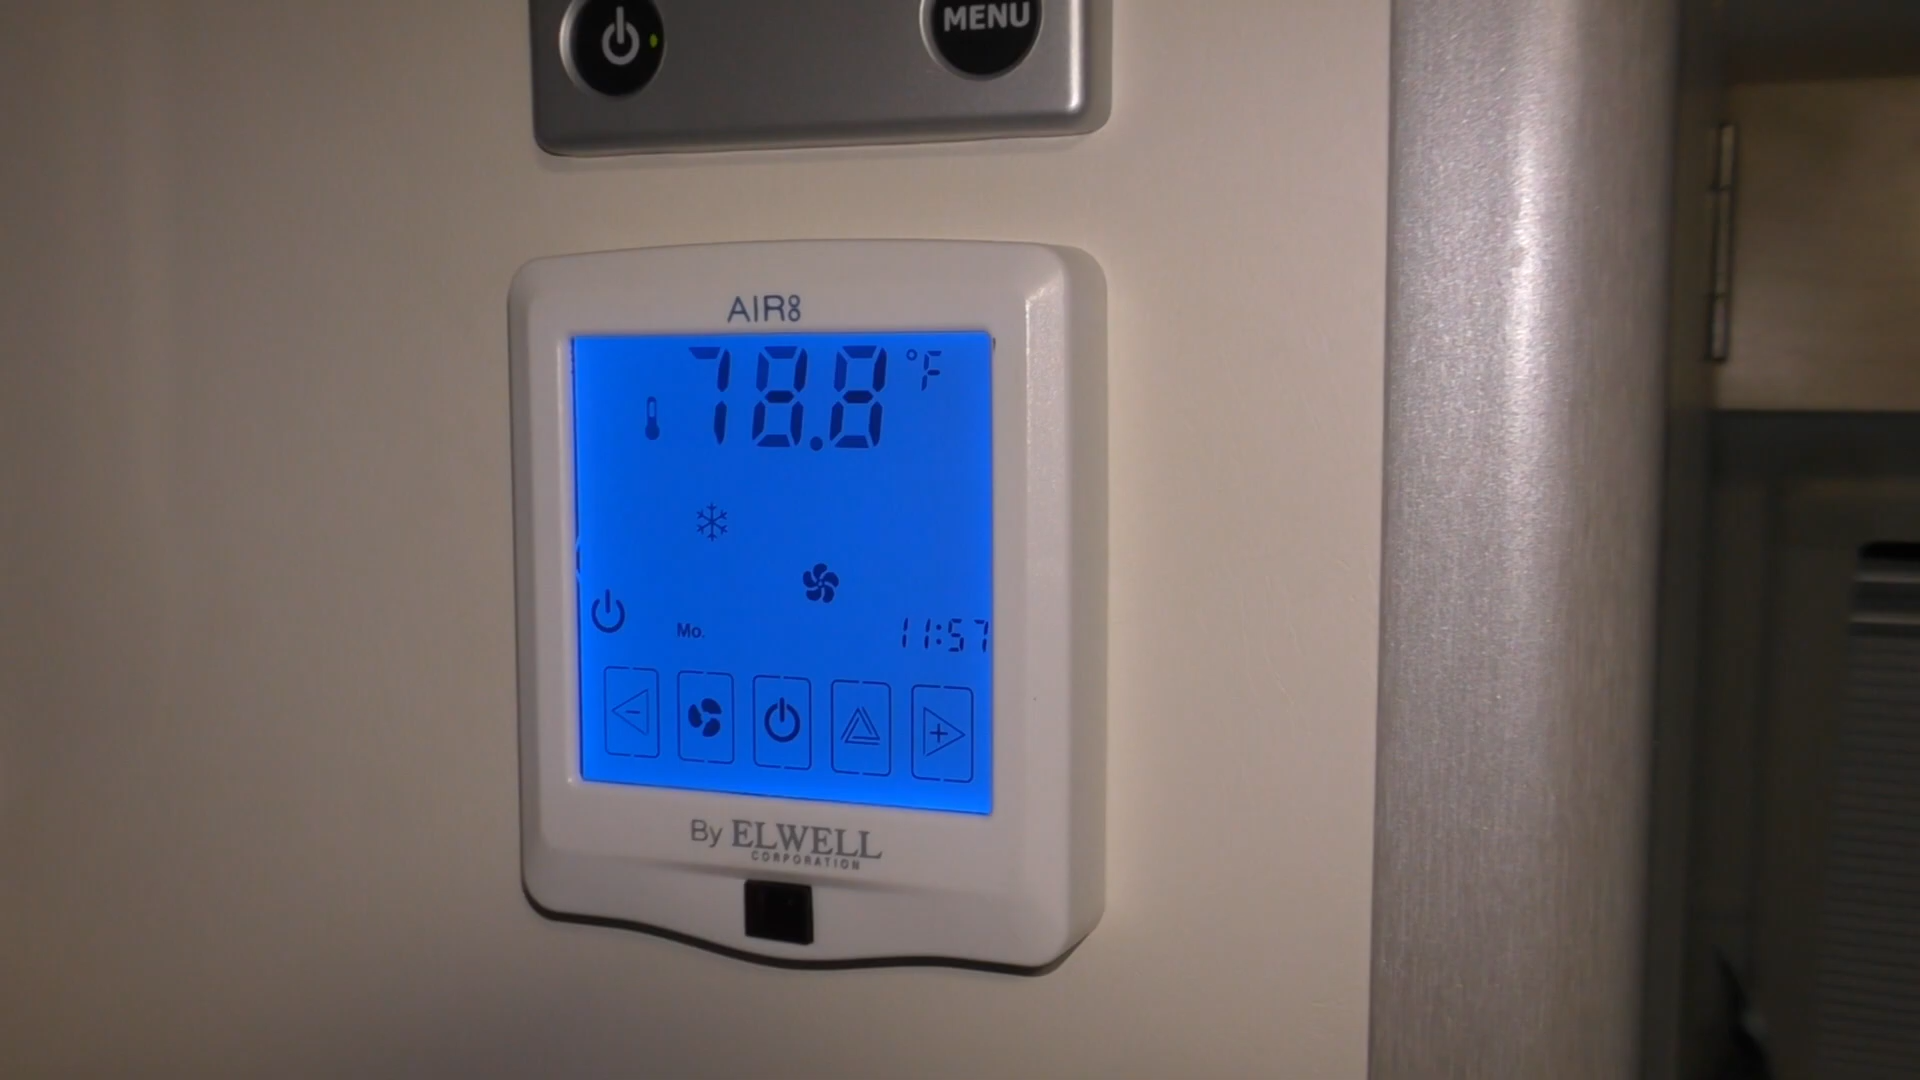 MENU
AIR8
78.8 °F
Mo. 11:57
- +
By ELWELL
CORPORATION